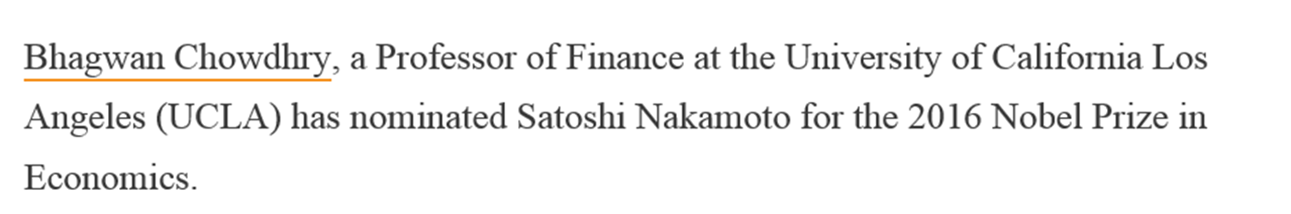 Bhagwan Chowdhry, a Professor of Finance at the University of California Los
Angeles (UCLA) has nominated Satoshi Nakamoto for the 2016 Nobel Prize in
Economics.